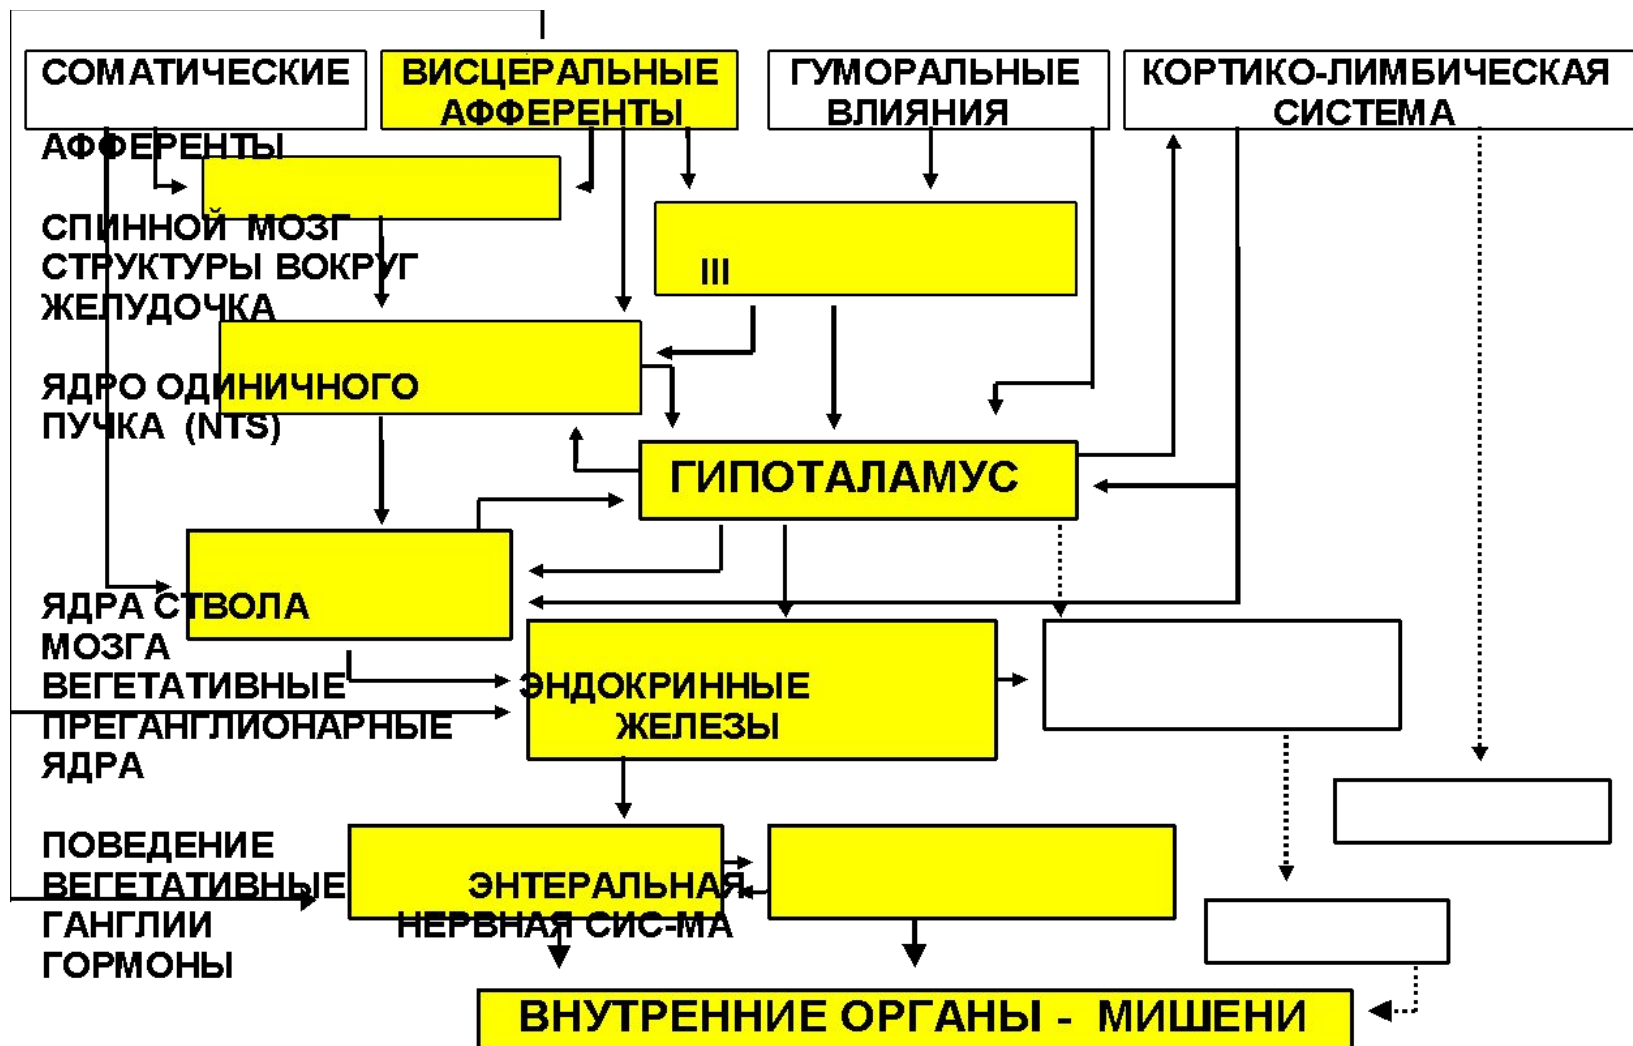 СОМАТИЧЕСКИЕ
АФФЕРЕНТЫ
ВИСЦЕРАЛЬНЫЕ
АФФЕРЕНТЫ
ГУМОРАЛЬНЫЕ
ВЛИЯНИЯ
КОРТИКО-ЛИМБИЧЕСКАЯ
СИСТЕМА
СПИННОЙ МОЗГ
СТРУКТУРЫ ВОКРУГ
III
ЖЕЛУДОЧКА
ЯДРО ОДИНИЧНОГО
ПУЧКА (NTS)
ГИПОТАЛАМУС
ЯДРА СТВОЛА
МОЗГА
ВЕГЕТАТИВНЫЕ
ПРЕГАНГЛИОНАРНЫЕ
ЯДРА
ЭНДОКРИННЫЕ
ЖЕЛЕЗЫ
ПОВЕДЕНИЕ
ВЕГЕТАТИВНЫЕ
ГАНГЛИИ
ГОРМОНЫ
ЭНТЕРАЛЬНАЯ
НЕРВНАЯ СИС-МА
ВНУТРЕННИЕ ОРГАНЫ - МИШЕНИ